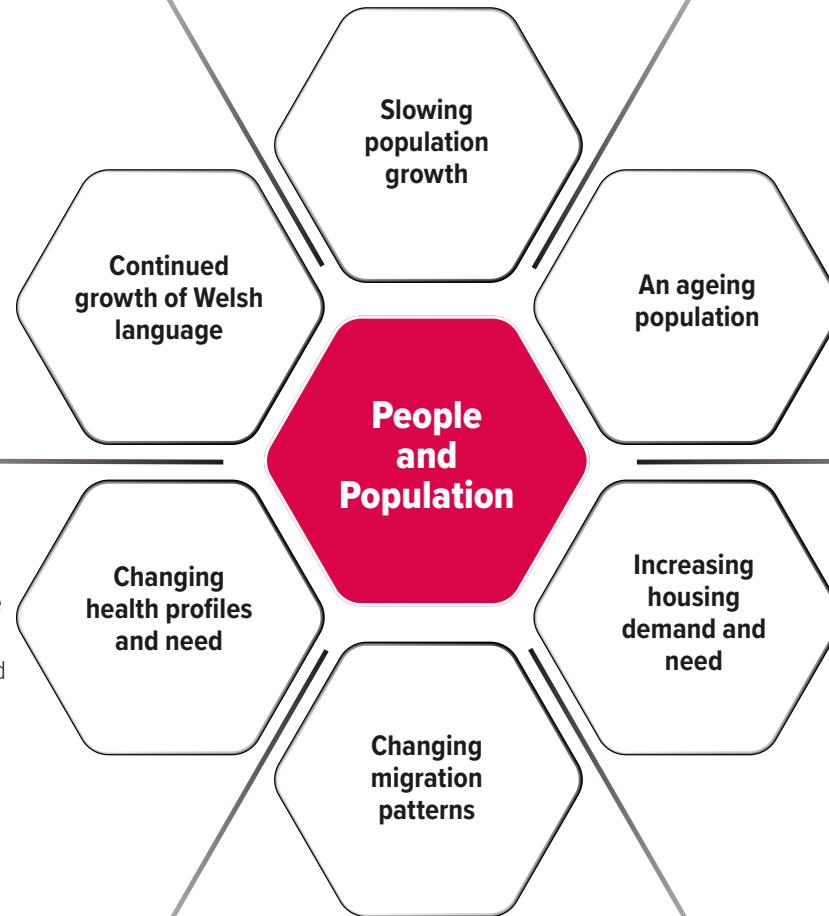 Slowing
population
growth
Continued
growth of Welsh
language
An ageing
population
People
and
Population
Changing
health profiles
and need
Increasing
housing
demand and
need
Changing
migration
patterns